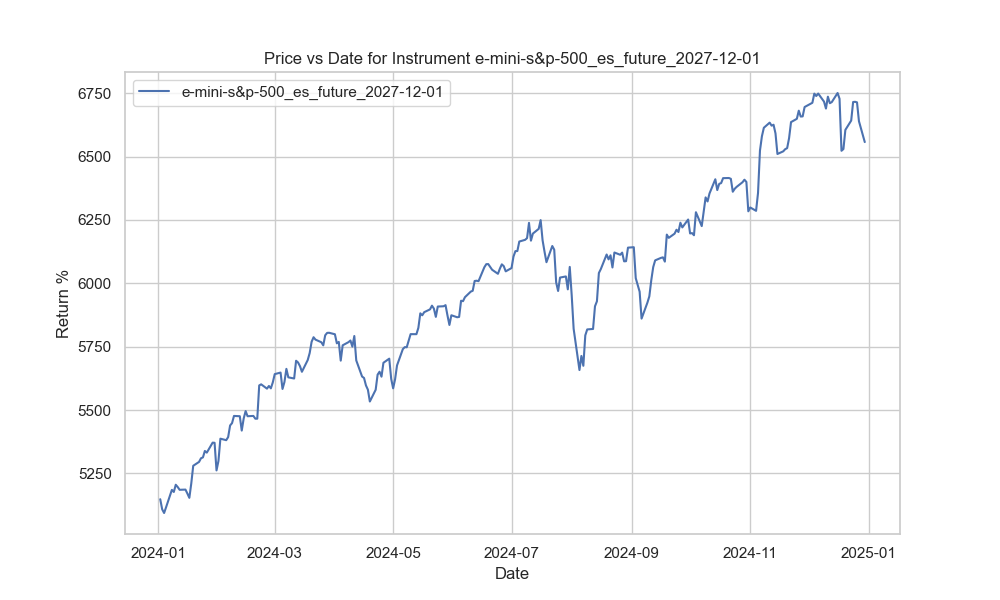 Price vs Date for Instrument e-mini-s&p-500_es_future_2027-12-01
e-mini-s&p-500_es_future_2027-12-01
Return %
6750
6500
6250
6000
5750
5500
5250
2024-01 2024-03 2024-05 2024-07 2024-09 2024-11 2025-01
Date